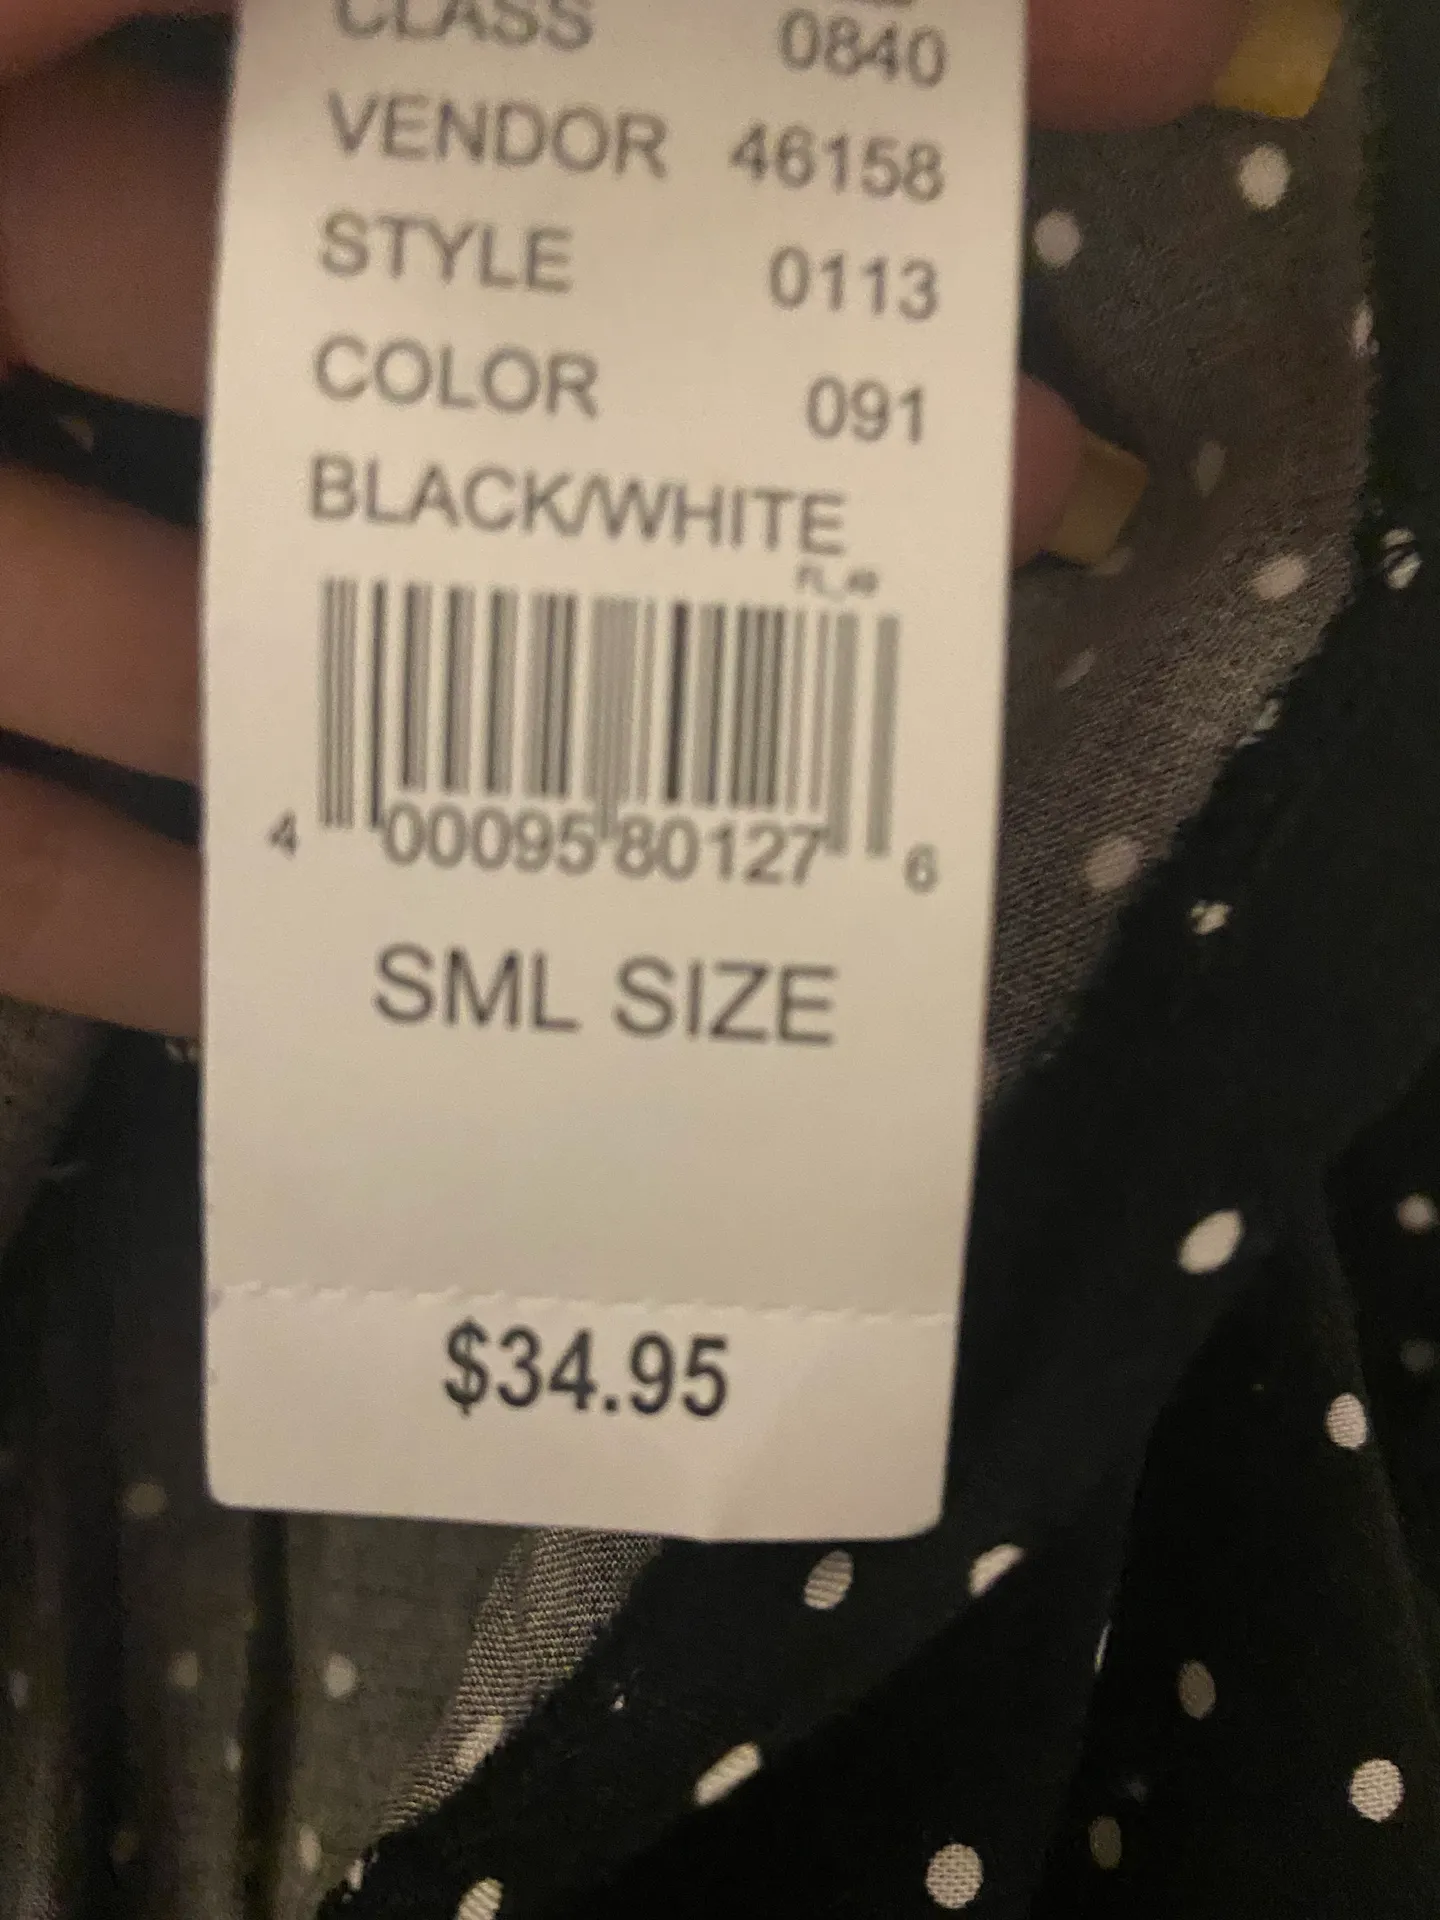 CLASS 0840
VENDOR 46158
STYLE 0113
COLOR 091
BLACK/WHITE
4 00095 80127 6
SML SIZE
$34.95